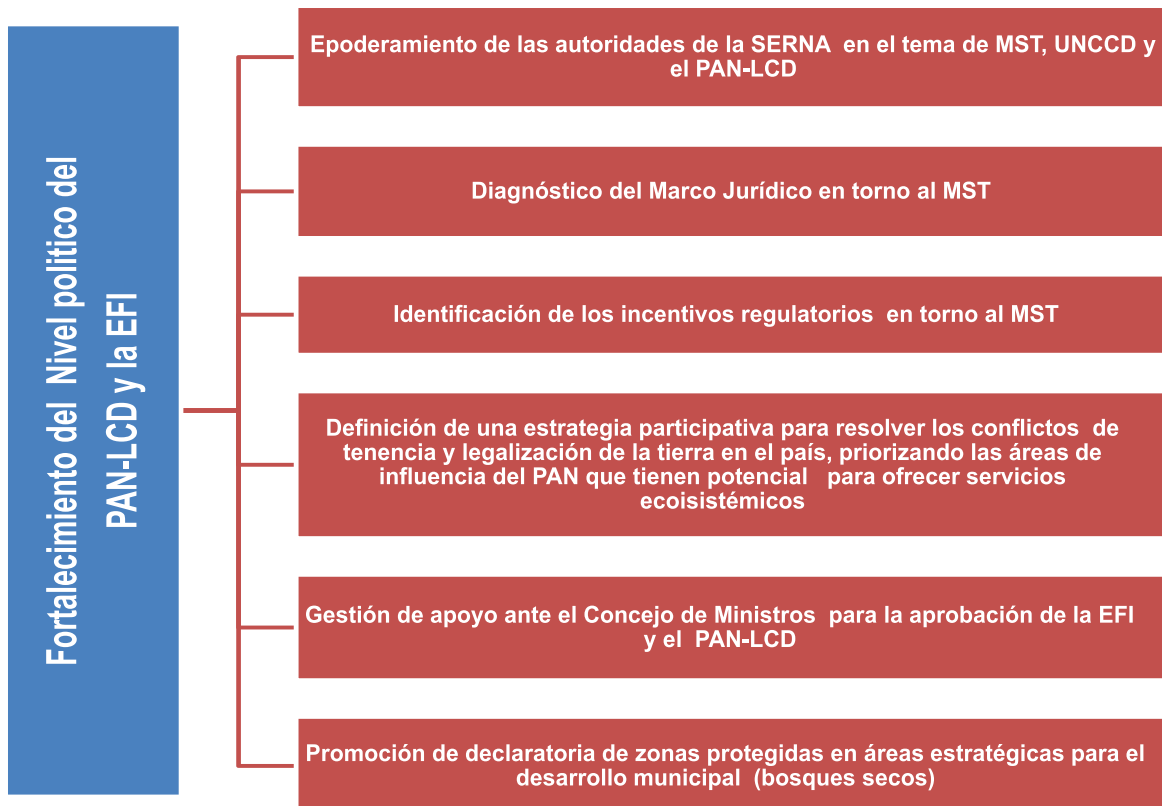 Fortalecimiento del Nivel politico del
PAN-LCD y la EFI
Epoderamiento de las autoridades de la SERNA en el tema de MST, UNCCD y
el PAN-LCD
Diagnóstico del Marco Jurídico en torno al MST
Identificación de los incentivos regulatorios en torno al MST
Definición de una estrategia participativa para resolver los conflictos de
tenencia y legalización de la tierra en el país, priorizando las áreas de
influencia del PAN que tienen potencial para ofrecer servicios
ecoisistémicos
Gestión de apoyo ante el Concejo de Ministros para la aprobación de la EFI
y el PAN-LCD
Promoción de declaratoria de zonas protegidas en áreas estratégicas para el
desarrollo municipal (bosques secos)